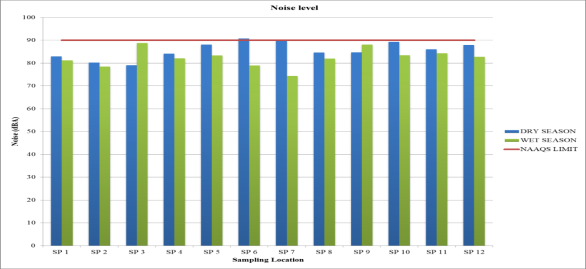 Noise level
100
90
80
70
60
50
40
30
20
10
0
Noise(dBA)
SP 1 SP 2 SP 3 SP 4 SP 5 SP 6 SP 7 SP 8 SP 9 SP 10 SP 11 SP 12
Sampling Location
DRY SEASON
WET SEASON
NAAQS LIMIT